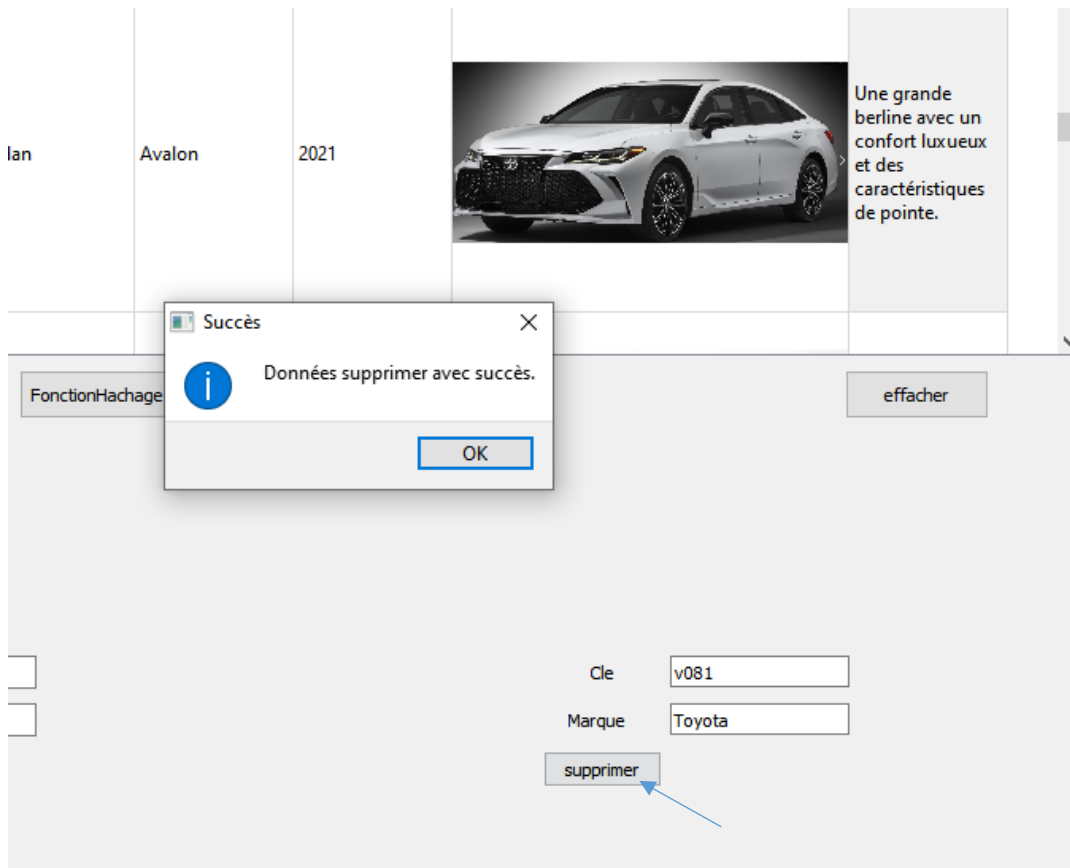 lan
Avalon
2021
Une grande
berline avec un
confort luxueux
et des
caractéristiques
de pointe.
Succès
Données supprimer avec succès.
OK
FonctionHachage
effacher
Cle
v081
Marque
Toyota
supprimer